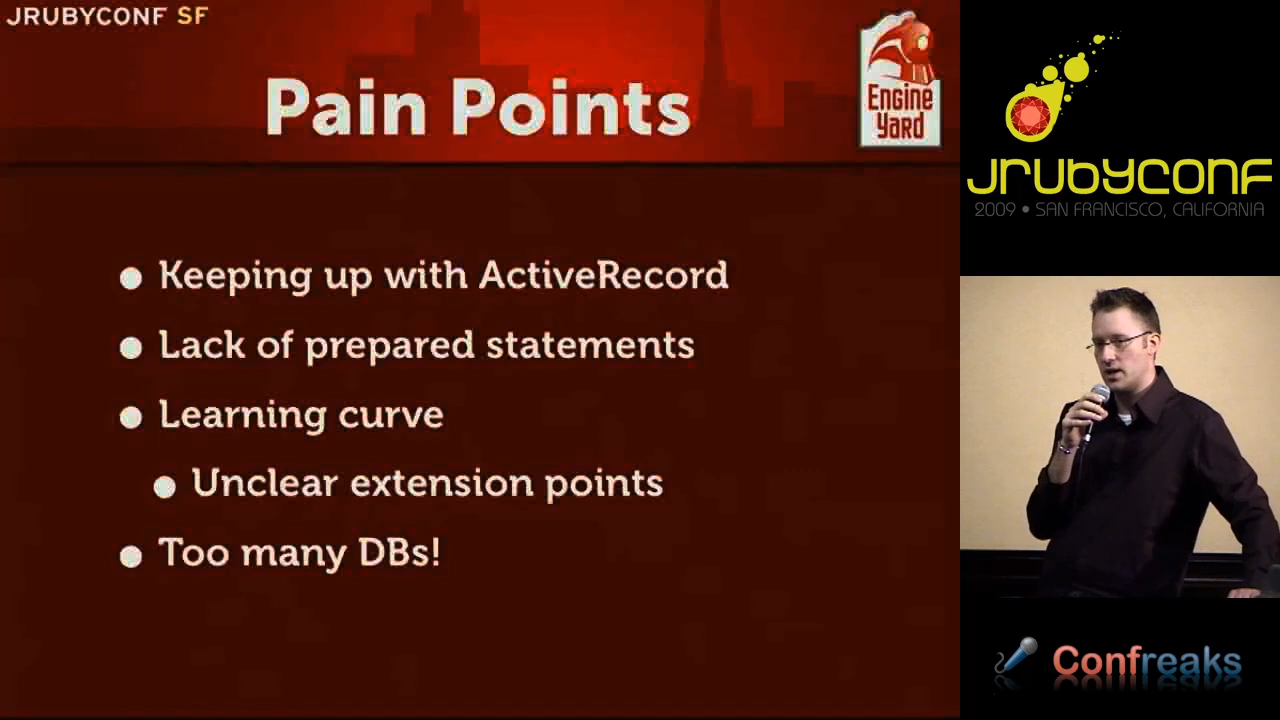 JRUBYCONF SF
Pain Points
Engine
Yard
• Keeping up with ActiveRecord
• Lack of prepared statements
• Learning curve
• Unclear extension points
• Too many DBs!
JRUBYCONF
2009 • SAN FRANCISCO, CALIFORNIA
Confreaks